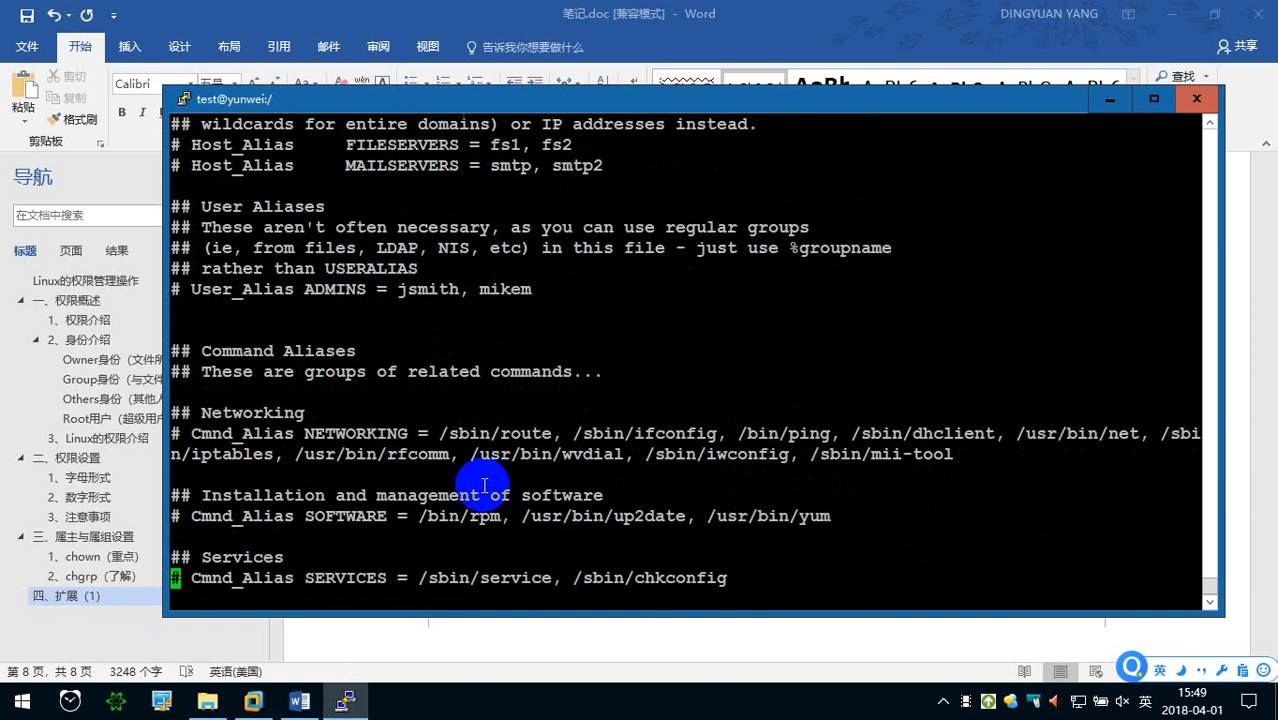 笔记.doc [兼容模式] - Word
DINGYUAN YANG
文件
开始
插入
设计
布局
引用
邮件
审阅
视图
告诉我你想要做什么
共享
粘贴
剪切
复制
格式刷
剪贴板
Calibri
查找
test@yunwei:/
## wildcards for entire domains) or IP addresses instead.
# Host_Alias     FILESERVERS = fs1, fs2
# Host_Alias     MAILSERVERS = smtp, smtp2
## User Aliases
## These aren't often necessary, as you can use regular groups
## (ie, from files, LDAP, NIS, etc) in this file - just use %groupname
## rather than USERALIAS
# User_Alias ADMINS = jsmith, mikem
## Command Aliases
## These are groups of related commands...
## Networking
# Cmnd_Alias NETWORKING = /sbin/route, /sbin/ifconfig, /bin/ping, /sbin/dhclient, /usr/bin/net, /sbi
n/iptables, /usr/bin/rfcomm, /usr/bin/wvdial, /sbin/iwconfig, /sbin/mii-tool
## Installation and management of software
# Cmnd_Alias SOFTWARE = /bin/rpm, /usr/bin/up2date, /usr/bin/yum
## Services
# Cmnd_Alias SERVICES = /sbin/service, /sbin/chkconfig
导航
在文档中搜索
标题
页面
结果
Linux的权限管理操作
一、权限概述
1、权限介绍
2、身份介绍
Owner身份（文件所
Group身份（与文件
Others身份（其他人
Root用户（超级用户
3、Linux的权限介绍
二、权限设置
1、字母形式
2、数字形式
3、注意事项
三、属主与属组设置
1、chown（重点）
2、chgrp（了解）
四、扩展（1）
第 8 页，共 8 页
3248 个字
英语(美国)
英
英
15:49
2018-04-01